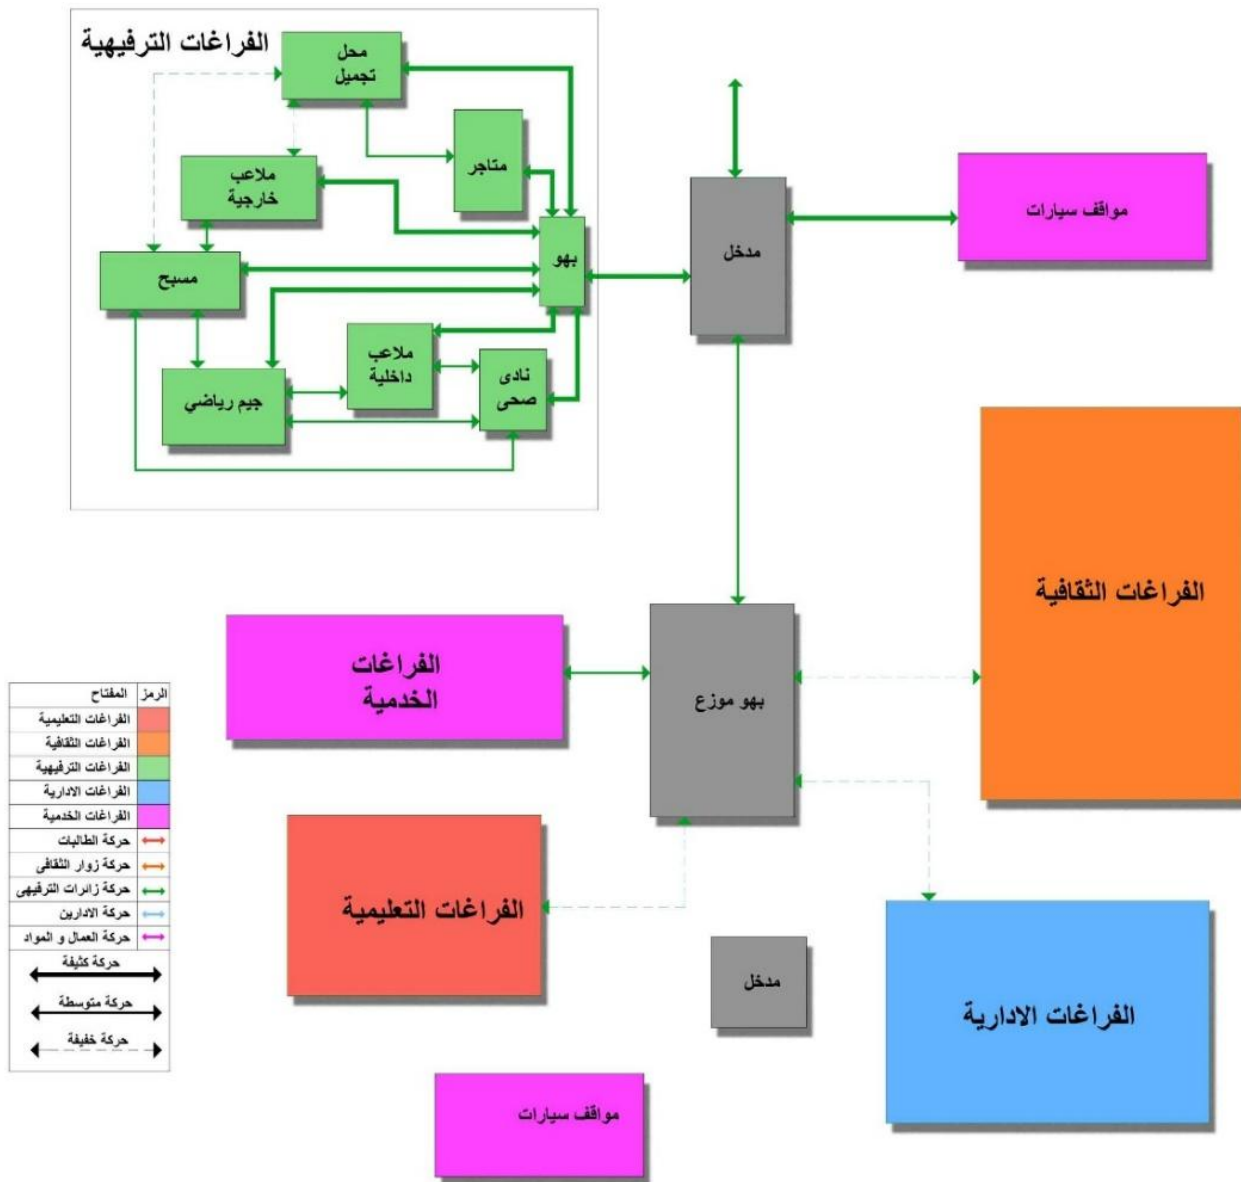 الفراغات الترفيهية
محل
تجميل
متاجر
ملاعب
خارجية
مسبح
بهو
ملاعب
داخلية
نادى
صحى
جيم رياضي
مدخل
مواقف سيارات
الفراغات الثقافية
الفراغات
الخدمية
بهو موزع
الفراغات التعليمية
مدخل
الفراغات الادارية
مواقف سيارات
الرمز المفتاح
الفراغات التعليمية
الفراغات الثقافية
الفراغات الترفيهية
الفراغات الادارية
الفراغات الخدمية
حركة الطالبات
حركة زوار الثقافى
حركة زائرات الترفيهى
حركة الادارين
حركة العمال و المواد
حركة كثيفة
حركة متوسطة
حركة خفيفة